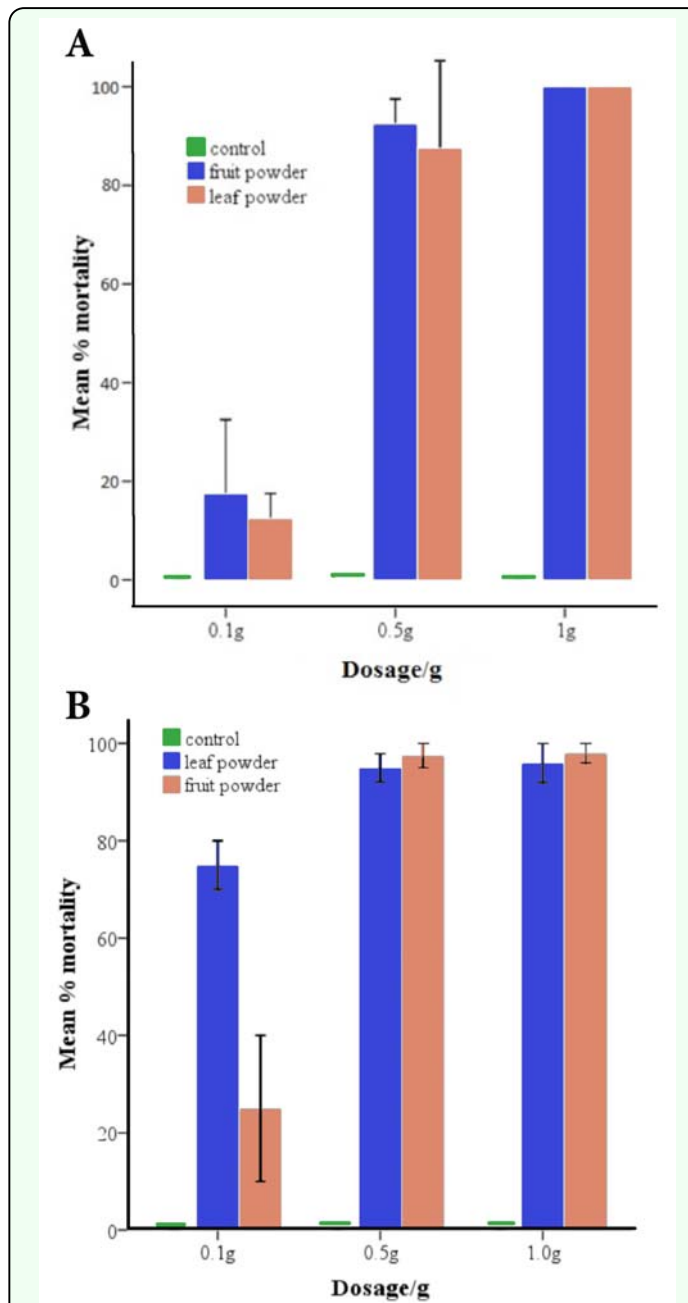 A
100
control
fruit powder
leaf powder
80
60
40
20
0
Mean % mortality
0.1g 0.5g 1g
Dosage/g
B
100
control
leaf powder
fruit powder
80
60
40
20
0
Mean % mortality
0.1g 0.5g 1.0g
Dosage/g